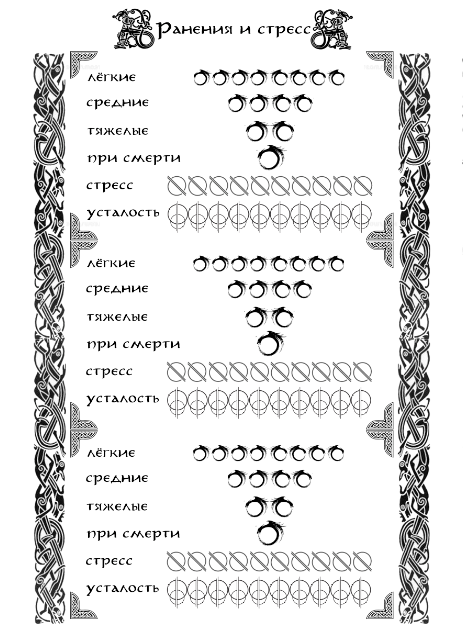 Ранения и стресс
лёгкие
средние
тяжелые
при смерти
стресс
усталость
лёгкие
средние
тяжелые
при смерти
стресс
усталость
лёгкие
средние
тяжелые
при смерти
стресс
усталость